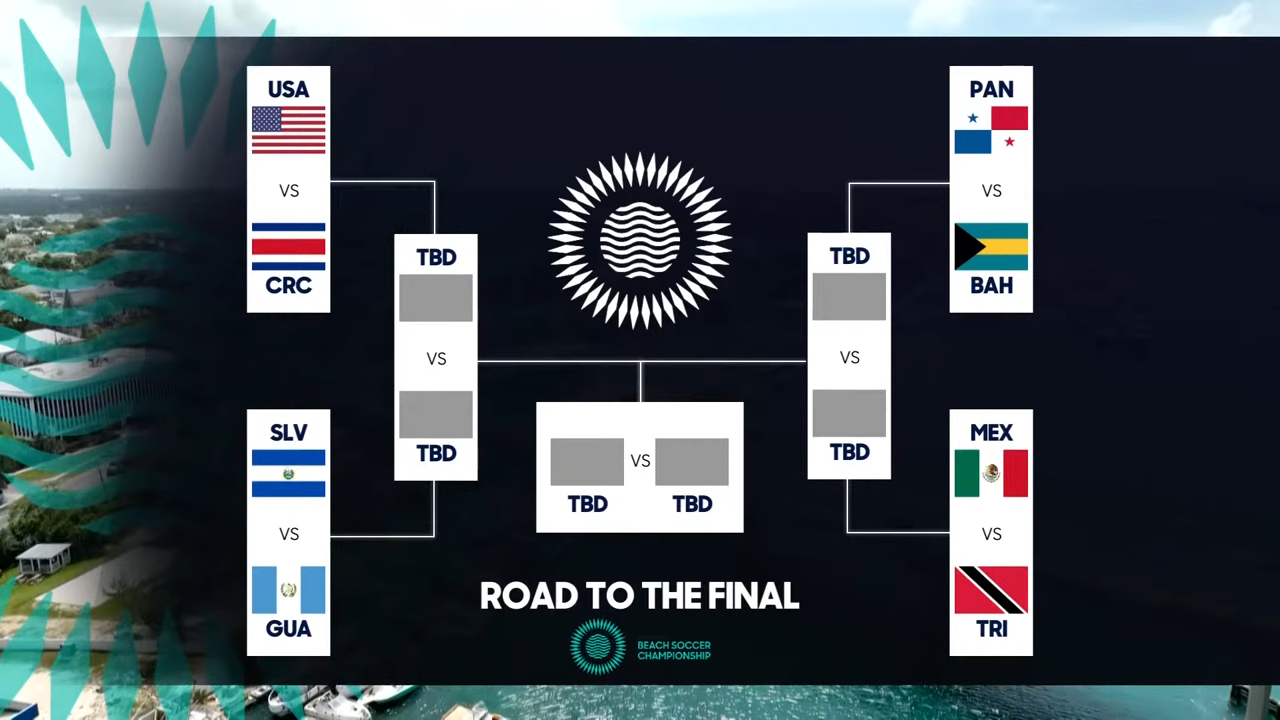 USA
VS
CRC
SLV
VS
GUA
TBD
VS
TBD
TBD VS TBD
TBD
VS
TBD
PAN
VS
BAH
MEX
VS
TRI
ROAD TO THE FINAL
BEACH SOCCER
CHAMPIONSHIP